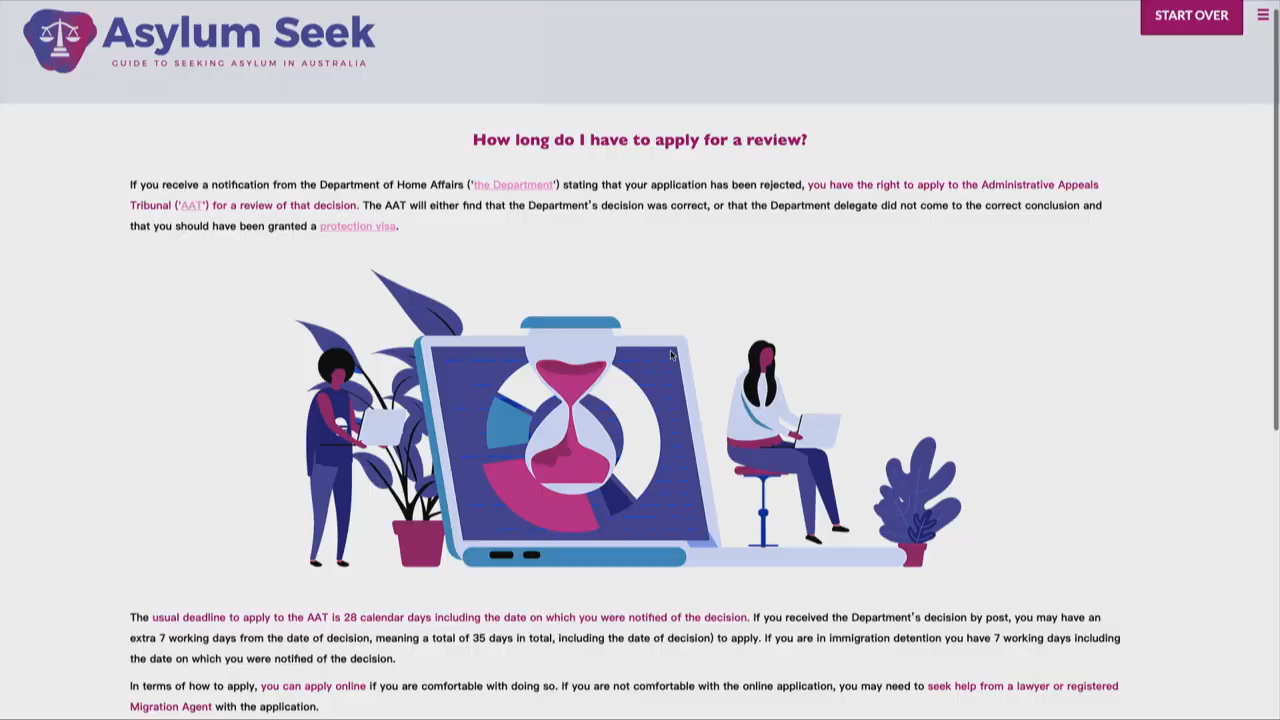 Asylum Seek
GUIDE TO SEEKING ASYLUM IN AUSTRALIA
START OVER
How long do I have to apply for a review?
If you receive a notification from the Department of Home Affairs ('the Department') stating that your application has been rejected, you have the right to apply to the Administrative Appeals
Tribunal ('AAT') for a review of that decision. The AAT will either find that the Department's decision was correct, or that the Department delegate did not come to the correct conclusion and
that you should have been granted a protection visa.
The usual deadline to apply to the AAT is 28 calendar days including the date on which you were notified of the decision. If you received the Department's decision by post, you may have an
extra 7 working days from the date of decision, meaning a total of 35 days in total, including the date of decision) to apply. If you are in immigration detention you have 7 working days including
the date on which you were notified of the decision.
In terms of how to apply, you can apply online if you are comfortable with doing so. If you are not comfortable with the online application, you may need to seek help from a lawyer or registered
Migration Agent with the application.